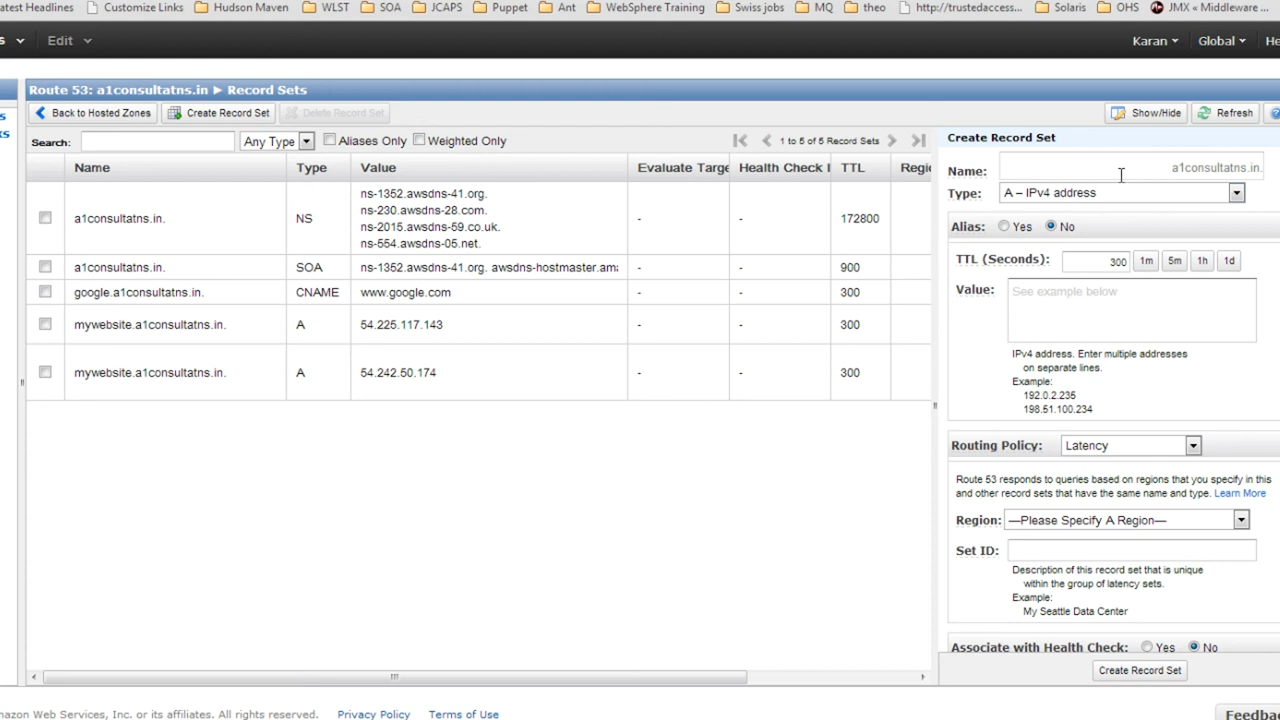 atest Headlines Customize Links Hudson Maven WLST SOA JCAPS Puppet Ant WebSphere Training Swiss jobs MQ theo http://trustedaccess... Solaris OHS JMX « Middleware ...
s Edit Karan Global He
Route 53: a1consultatns.in ▸ Record Sets
Back to Hosted Zones Create Record Set Delete Record Set Show/Hide Refresh
Search: Any Type Aliases Only Weighted Only 1 to 5 of 5 Record Sets
Name Type Value Evaluate Targe Health Check I TTL Regi
a1consultatns.in. NS ns-1352.awsdns-41.org. - - 172800
ns-230.awsdns-28.com.
ns-2015.awsdns-59.co.uk.
ns-554.awsdns-05.net.
a1consultatns.in. SOA ns-1352.awsdns-41.org. awsdns-hostmaster.ama - - 900
google.a1consultatns.in. CNAME www.google.com - - 300
mywebsite.a1consultatns.in. A 54.225.117.143 - - 300
mywebsite.a1consultatns.in. A 54.242.50.174 - - 300
Create Record Set
Name: a1consultatns.in.
Type: A – IPv4 address
Alias: Yes No
TTL (Seconds): 300 1m 5m 1h 1d
Value: See example below
IPv4 address. Enter multiple addresses
on separate lines.
Example:
192.0.2.235
198.51.100.234
Routing Policy: Latency
Route 53 responds to queries based on regions that you specify in this
and other record sets that have the same name and type. Learn More
Region: —Please Specify A Region—
Set ID:
Description of this record set that is unique
within the group of latency sets.
Example:
My Seattle Data Center
Associate with Health Check: Yes No
Create Record Set
mazon Web Services, Inc. or its affiliates. All rights reserved. Privacy Policy Terms of Use Feedba